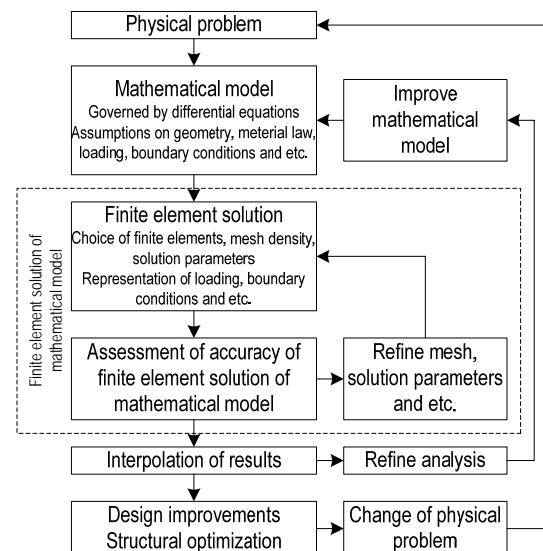 Physical problem
Mathematical model
Governed by differential equations
Assumptions on geometry, meterial law,
loading, boundary conditions and etc.
Improve
mathematical
model
Finite element solution of
mathematical model
Finite element solution
Choice of finite elements, mesh density,
solution parameters
Representation of loading, boundary
conditions and etc.
Assessment of accuracy of
finite element solution of
mathematical model
Refine mesh,
solution parameters
and etc.
Interpolation of results
Refine analysis
Design improvements
Structural optimization
Change of physical
problem